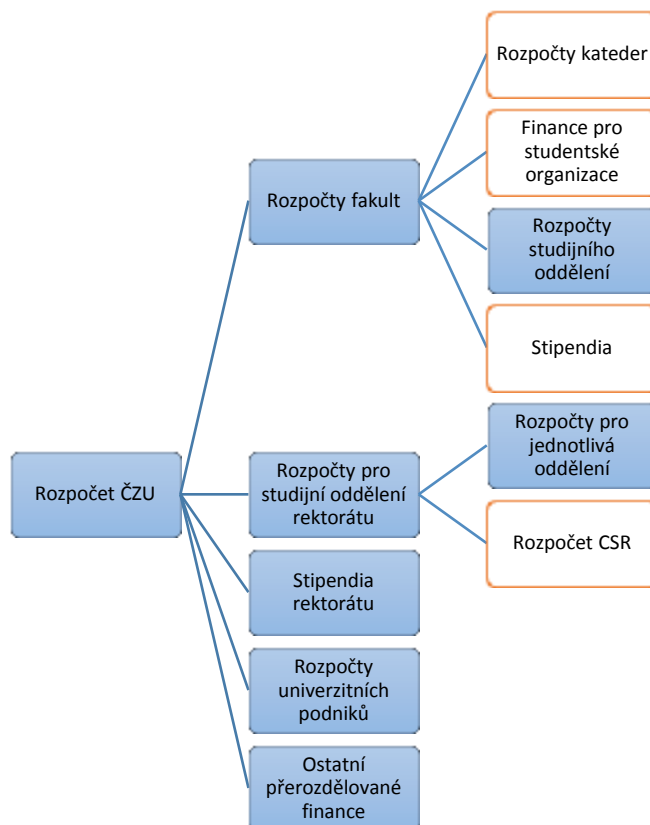 Rozpočty kateder
Finance pro
studentské
organizace
Rozpočty fakult
Rozpočty
studijního
oddělení
Stipendia
Rozpočty pro
jednotlivá
oddělení
Rozpočet ČZU
Rozpočty pro
studijní oddělení
rektorátu
Rozpočet CSR
Stipendia
rektorátu
Rozpočty
univerzitních
podniků
Ostatní
přerozdělované
finance